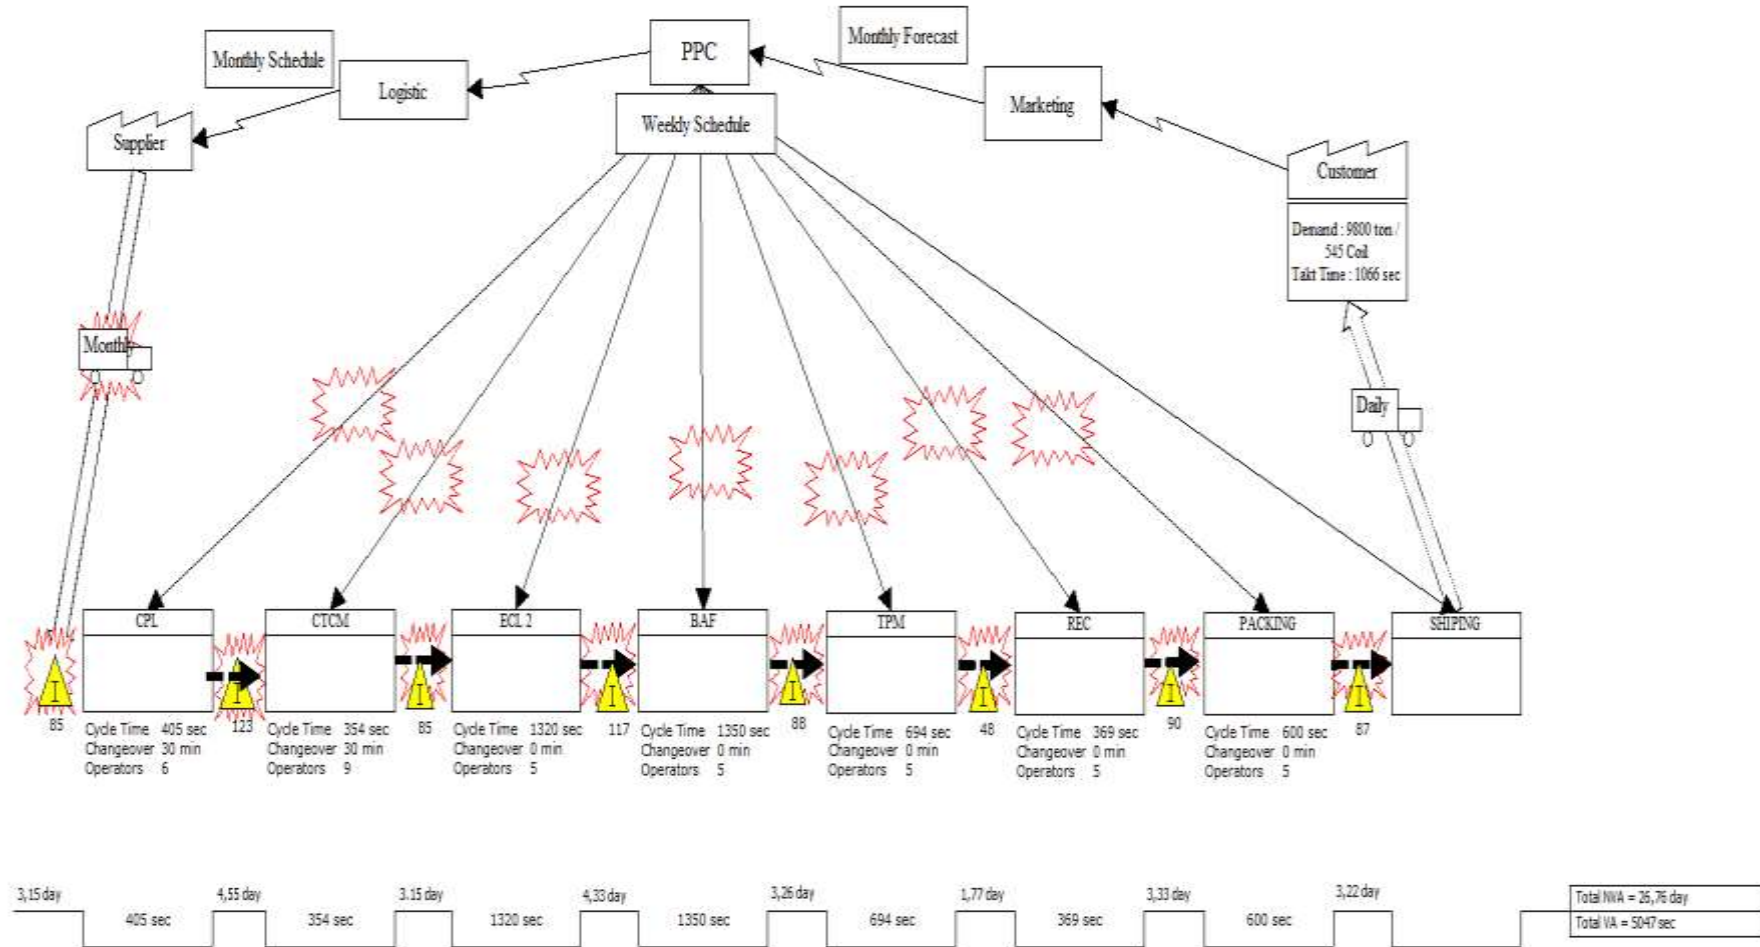 Monthly Schedule
Logistic
PPC
Monthly Forecast
Marketing
Weekly Schedule
Supplier
Customer
Demand : 9800 ton /
545 Coil
Takt Time : 1066 sec
Monthly
Daily
CPL
CTCM
ECL 2
BAF
TPM
REC
PACKING
SHIPING
I
I
I
I
I
I
I
I
85
123
85
117
88
48
90
87
Cycle Time 405 sec
Changeover 30 min
Operators 6
Cycle Time 354 sec
Changeover 30 min
Operators 9
Cycle Time 1320 sec
Changeover 0 min
Operators 5
Cycle Time 1350 sec
Changeover 0 min
Operators 5
Cycle Time 694 sec
Changeover 0 min
Operators 5
Cycle Time 369 sec
Changeover 0 min
Operators 5
Cycle Time 600 sec
Changeover 0 min
Operators 5
3,15 day
4,55 day
3.15 day
4,33 day
3,26 day
1,77 day
3,33 day
3,22 day
405 sec
354 sec
1320 sec
1350 sec
694 sec
369 sec
600 sec
Total NVA = 26,76 day
Total VA = 5047 sec